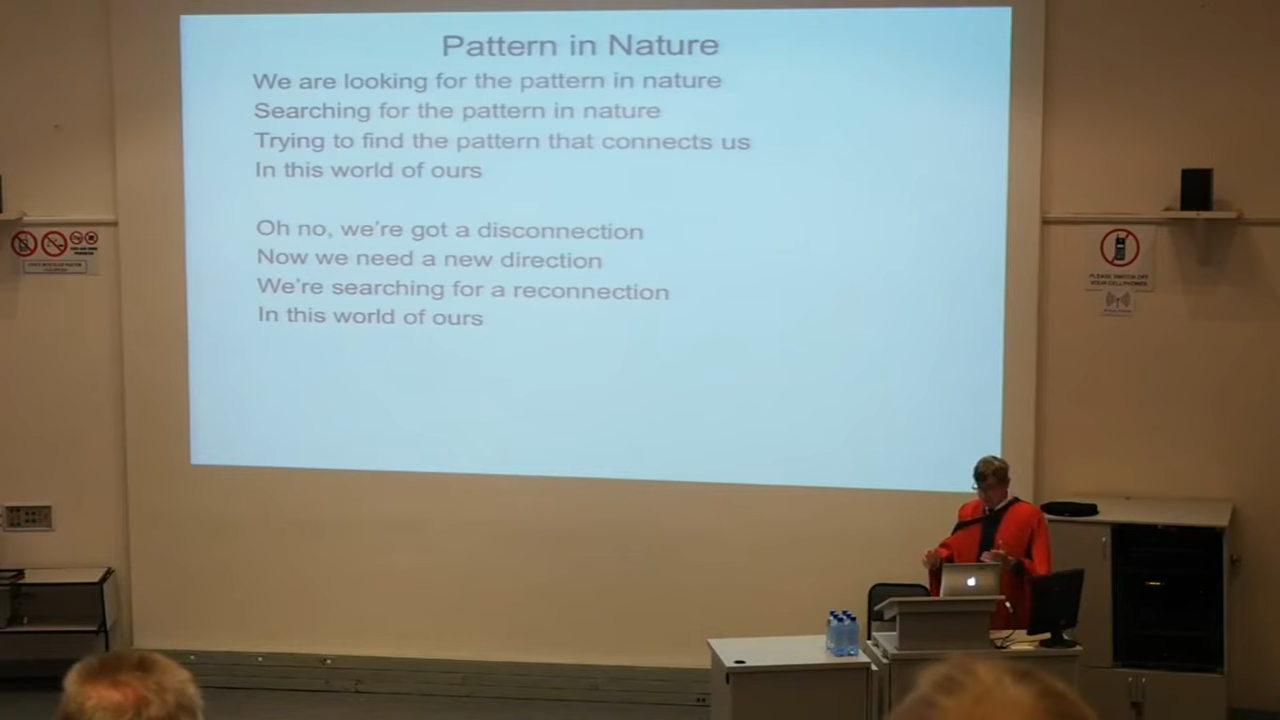 Pattern in Nature
We are looking for the pattern in nature
Searching for the pattern in nature
Trying to find the pattern that connects us
In this world of ours
Oh no, we're got a disconnection
Now we need a new direction
We're searching for a reconnection
In this world of ours
PLEASE SWITCH OFF
YOUR CELLPHONES